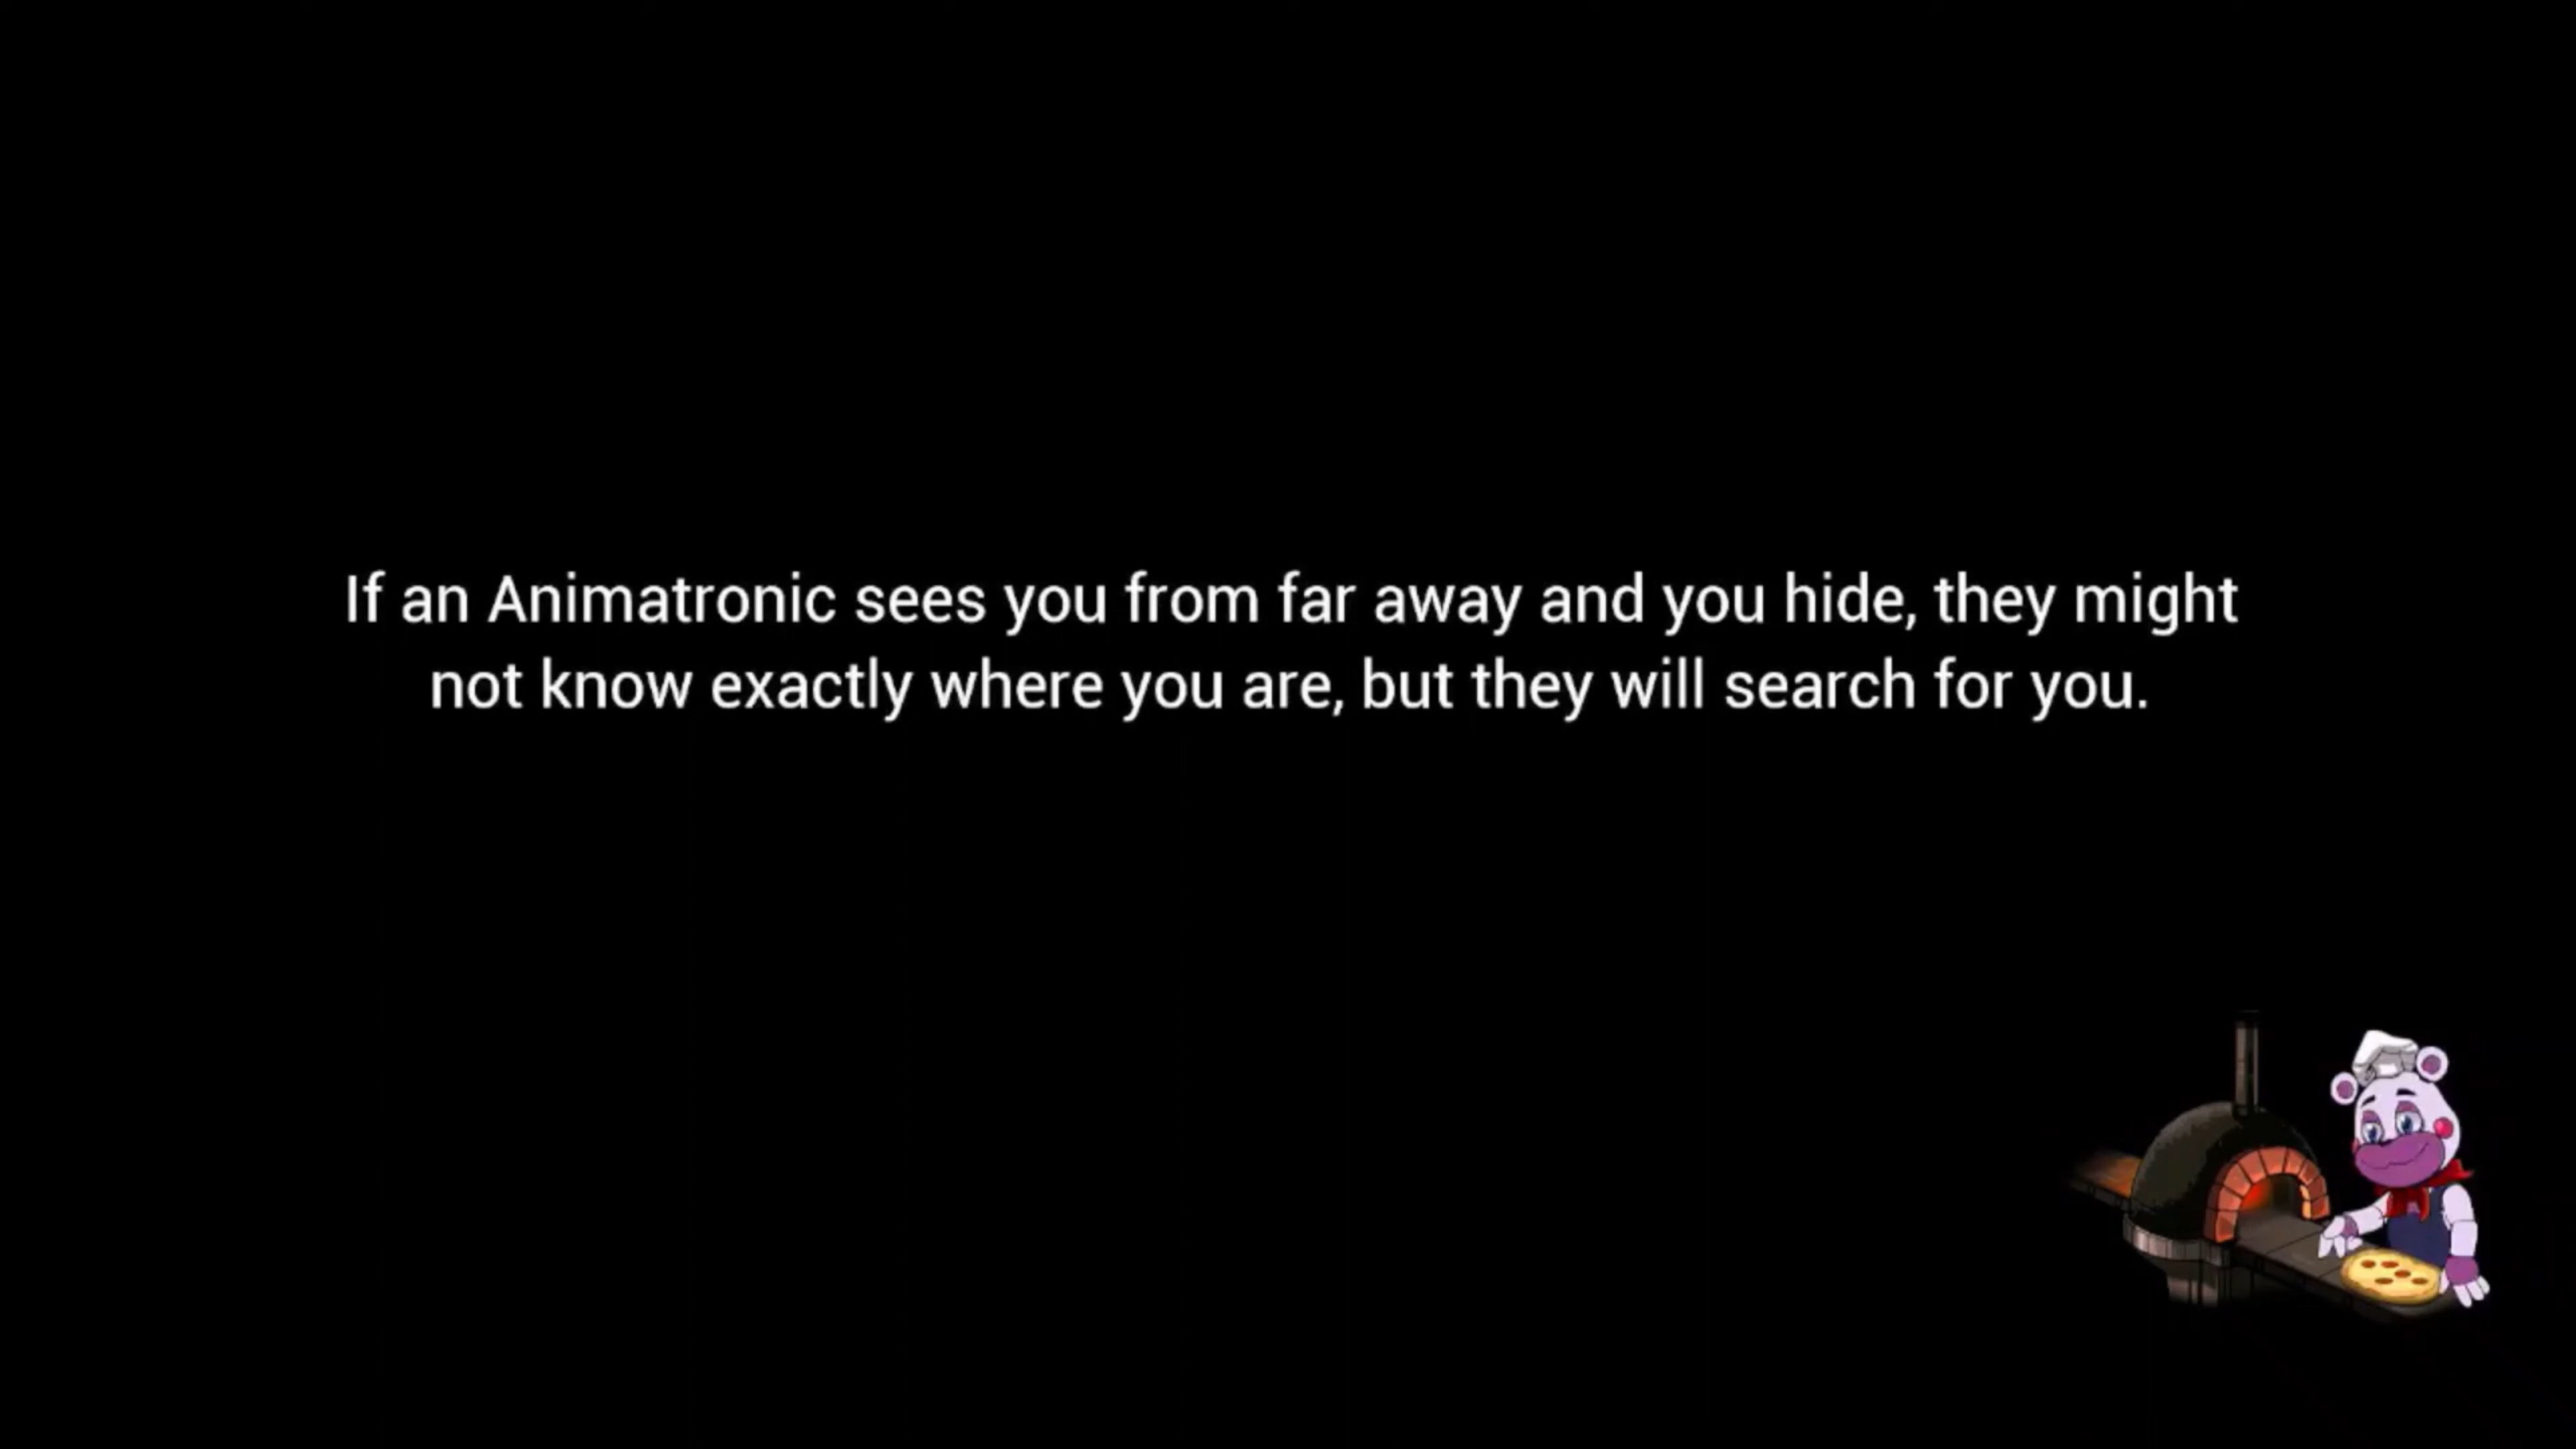 If an Animatronic sees you from far away and you hide, they might
not know exactly where you are, but they will search for you.